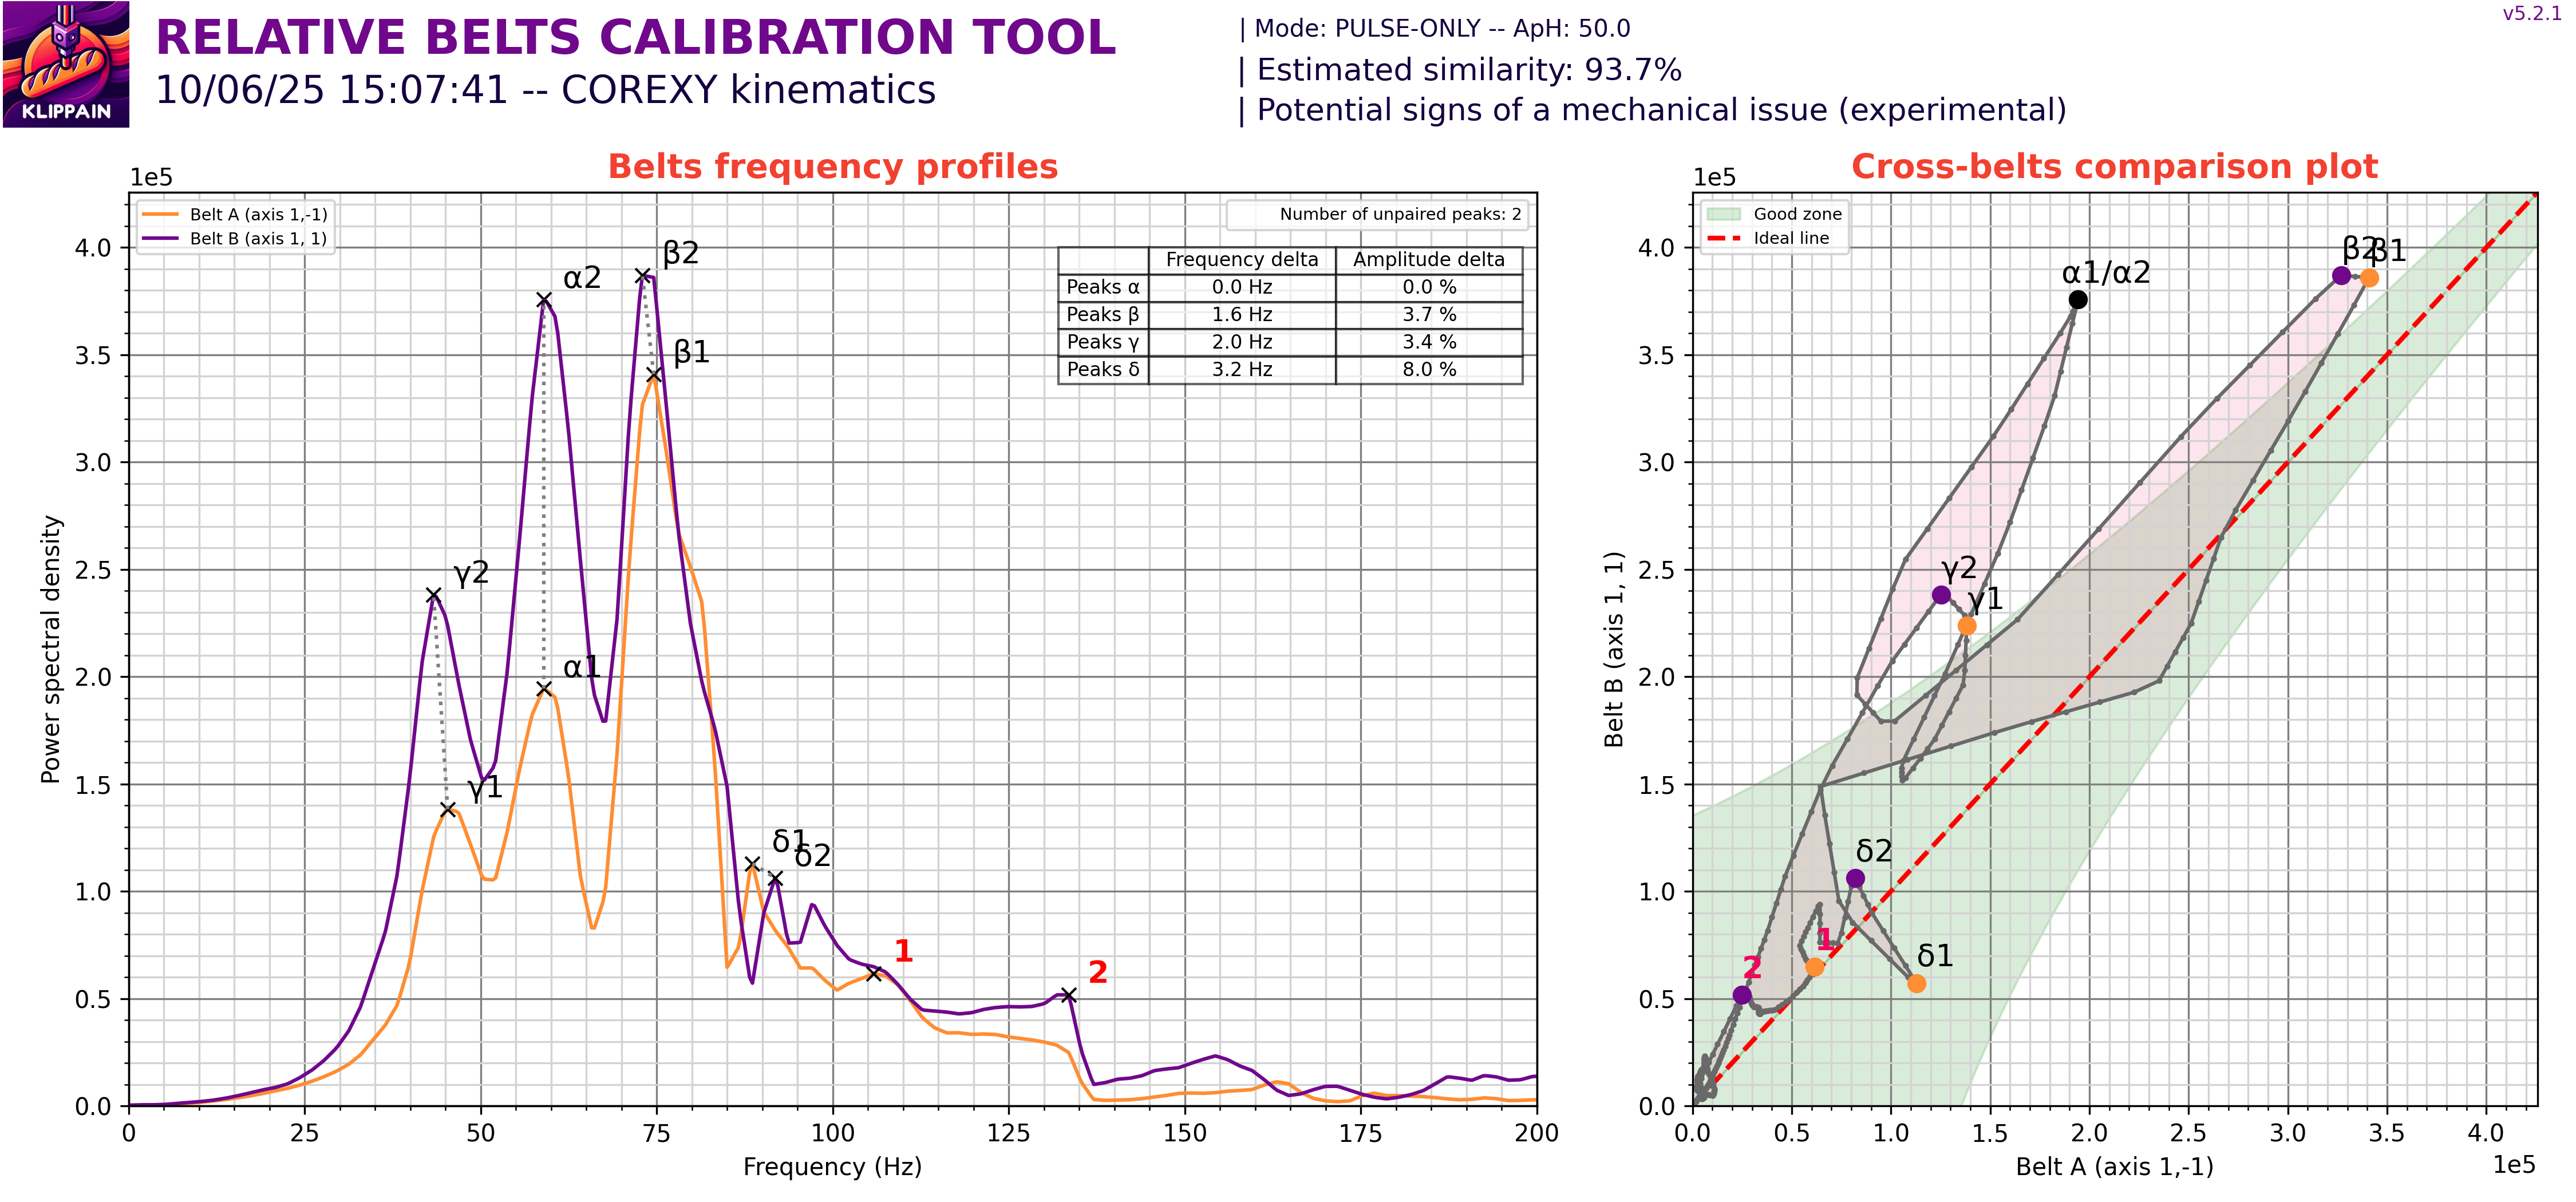 v5.2.1
KLIPPAIN
RELATIVE BELTS CALIBRATION TOOL
10/06/25 15:07:41 -- COREXY kinematics
| Mode: PULSE-ONLY -- ApH: 50.0
| Estimated similarity: 93.7%
| Potential signs of a mechanical issue (experimental)
Belts frequency profiles
1e5
Belt A (axis 1,-1)
Belt B (axis 1, 1)
Number of unpaired peaks: 2
Frequency delta Amplitude delta
Peaks α 0.0 Hz 0.0 %
Peaks β 1.6 Hz 3.7 %
Peaks γ 2.0 Hz 3.4 %
Peaks δ 3.2 Hz 8.0 %
β2
α2
β1
γ2
α1
γ1
δ1
δ2
1
2
4.0
3.5
3.0
2.5
2.0
1.5
1.0
0.5
0.0
Power spectral density
0 25 50 75 100 125 150 175 200
Frequency (Hz)
Cross-belts comparison plot
1e5
Good zone
Ideal line
β2
β1
α1/α2
γ2
γ1
δ2
δ1
1
2
4.0
3.5
3.0
2.5
2.0
1.5
1.0
0.5
0.0
Belt B (axis 1, 1)
0.0 0.5 1.0 1.5 2.0 2.5 3.0 3.5 4.0
Belt A (axis 1,-1)
1e5